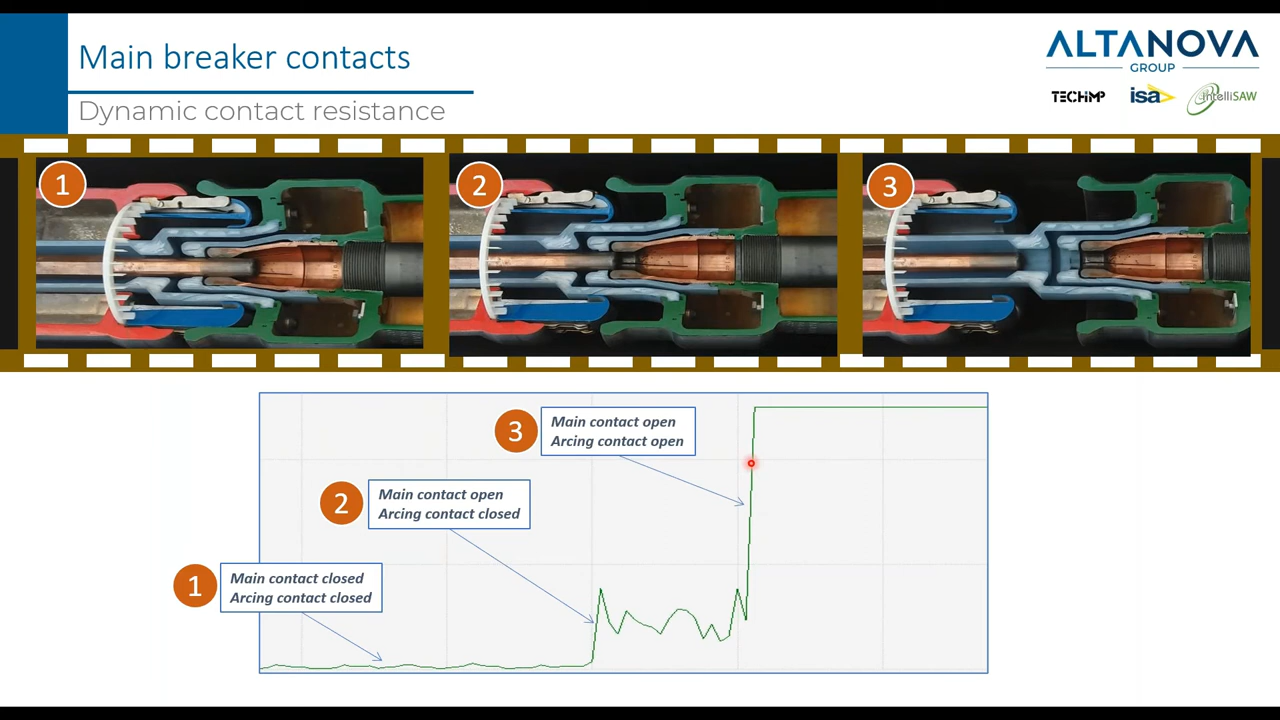 Main breaker contacts
Dynamic contact resistance
ALTANOVA
GROUP
TECHIMP
isa
intelliSAW
1
2
3
3
Main contact open
Arcing contact open
2
Main contact open
Arcing contact closed
1
Main contact closed
Arcing contact closed